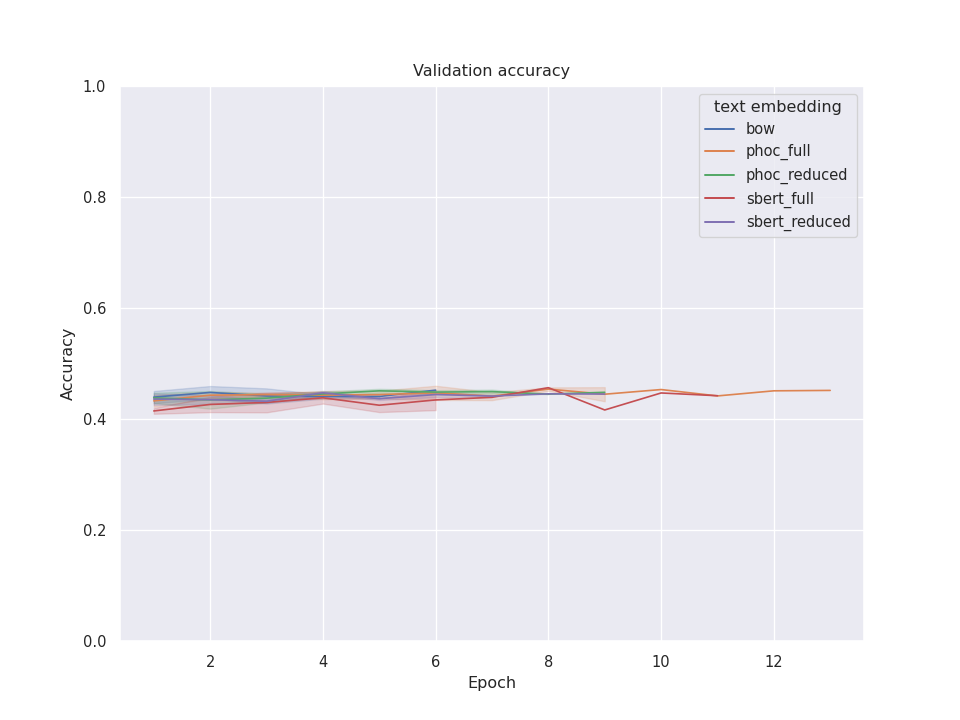 Validation accuracy
1.0
0.8
0.6
0.4
0.2
0.0
Accuracy
2 4 6 8 10 12
Epoch
text embedding
bow
phoc_full
phoc_reduced
sbert_full
sbert_reduced